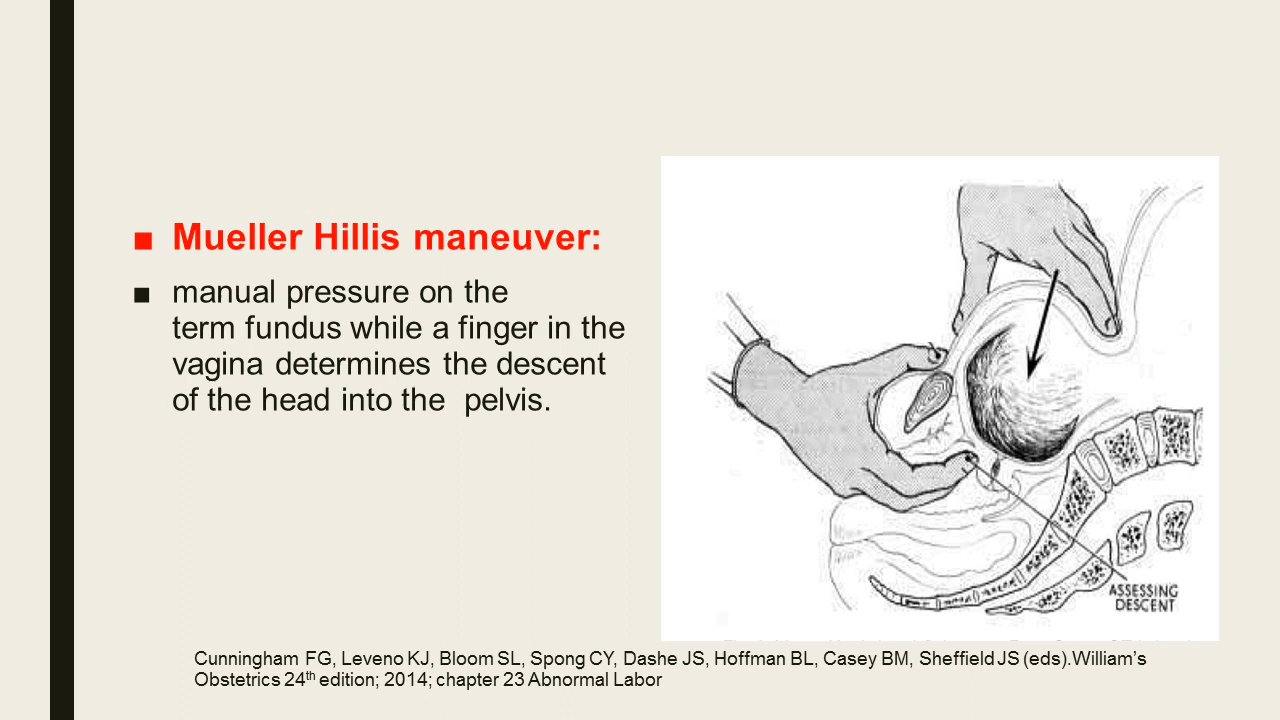 ■ Mueller Hillis maneuver:
■ manual pressure on the
term fundus while a finger in the
vagina determines the descent
of the head into the pelvis.
ASSESSING
DESCENT
Cunningham FG, Leveno KJ, Bloom SL, Spong CY, Dashe JS, Hoffman BL, Casey BM, Sheffield JS (eds).William's
Obstetrics 24th edition; 2014; chapter 23 Abnormal Labor